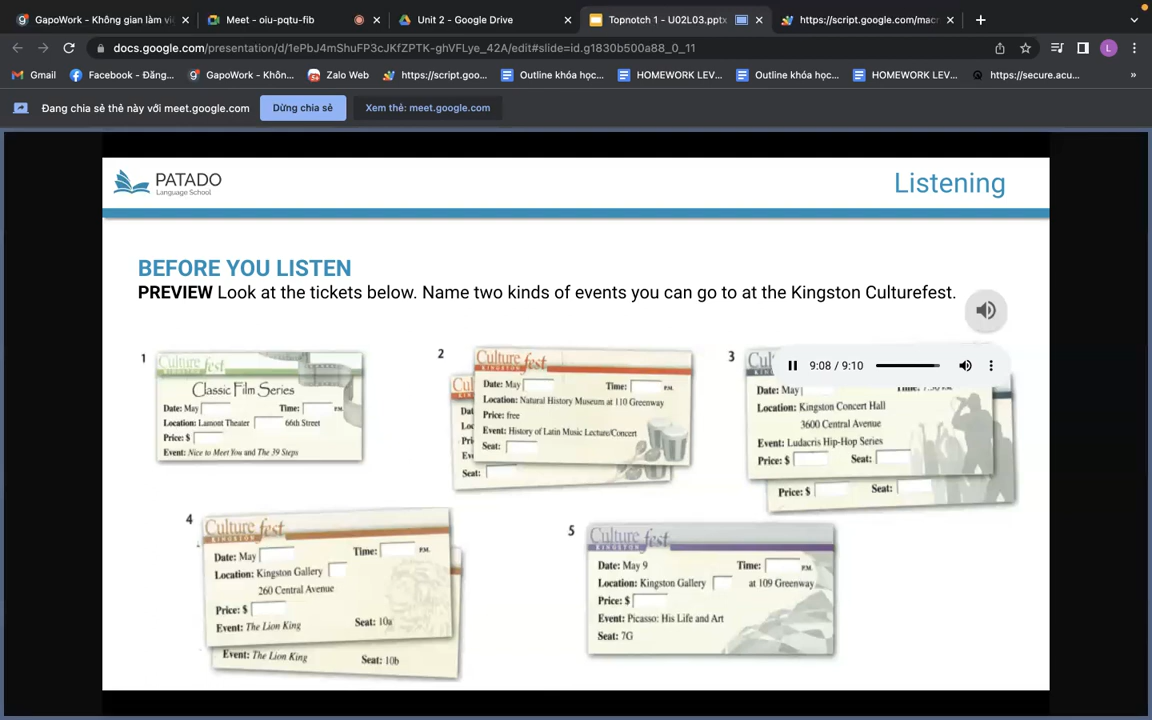 GapoWork - Không gian làm vi
Meet - oiu-pqtu-fib
Unit 2 - Google Drive
Topnotch 1 - U02L03.pptx
https://script.google.com/mac
docs.google.com/presentation/d/1ePbJ4mShuFP3cJKfZPTK-ghVFLye_42A/edit#slide=id.g1830b500a88_0_11
L
Gmail
Facebook - Đăng...
GapoWork - Khôn...
Zalo Web
https://script.goo...
Outline khóa học...
HOMEWORK LEV...
Outline khóa học...
HOMEWORK LEV...
https://secure.acu...
»
Đang chia sẻ thẻ này với meet.google.com
Dừng chia sẻ
Xem thẻ: meet.google.com
PATADO
Language School
Listening
BEFORE YOU LISTEN
PREVIEW Look at the tickets below. Name two kinds of events you can go to at the Kingston Culturefest.
1
Culture fest
KINGSTON
Classic Film Series
Date: May
Time: P.M.
Location: Lamont Theater 66th Street
Price: $
Event: Nice to Meet You and The 39 Steps
2
Culture fest
KINGSTON
Date: May
Time: P.M.
Location: Natural History Museum at 110 Greenway
Price: free
Event: History of Latin Music Lecture/Concert
Seat:
Seat:
3
Cul
9:08 / 9:10
Date: May
Location: Kingston Concert Hall
3600 Central Avenue
Event: Ludacris Hip-Hop Series
Price: $ Seat:
Price: $ Seat:
4
Culture fest
KINGSTON
Date: May
Time: P.M.
Location: Kingston Gallery
260 Central Avenue
Price: $
Event: The Lion King
Seat: 10a
Event: The Lion King
Seat: 10b
5
Culture fest
KINGSTON
Date: May 9
Time: P.M.
Location: Kingston Gallery at 109 Greenway
Price: $
Event: Picasso: His Life and Art
Seat: 7G